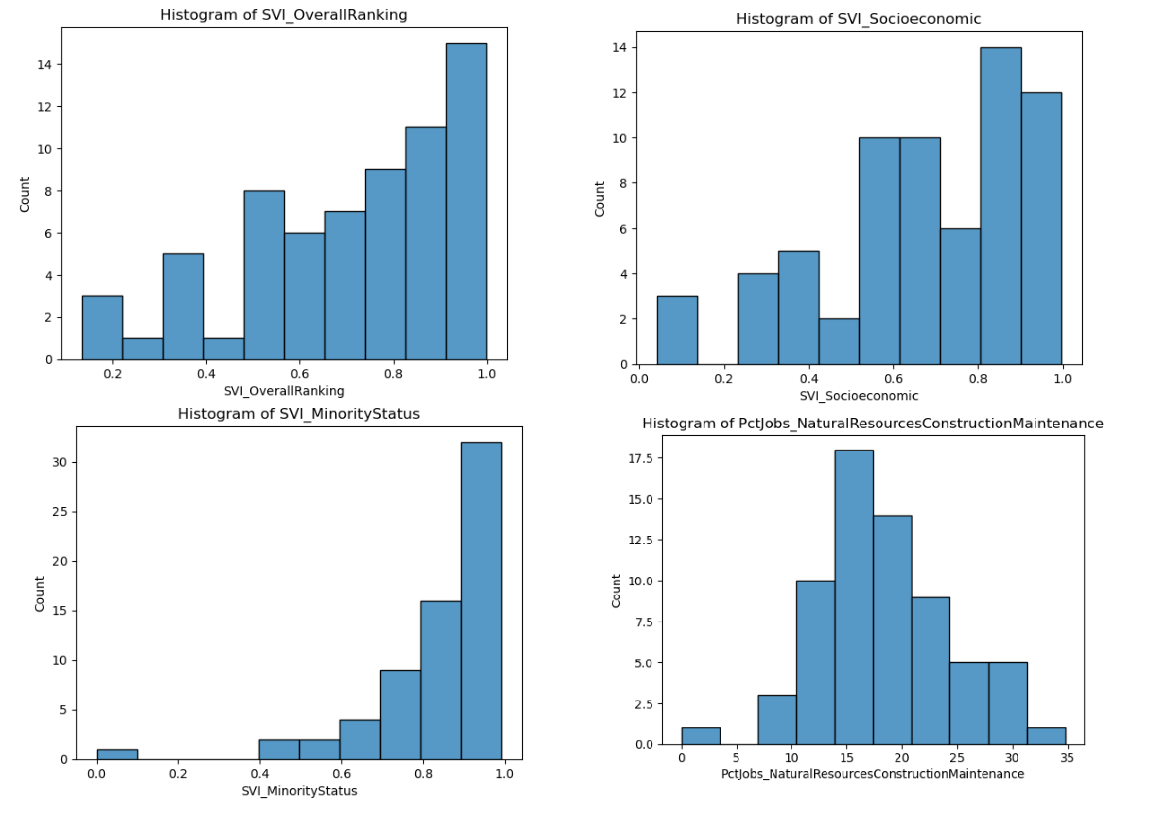 Histogram of SVI_OverallRanking
14
12
10
8
6
4
2
0
Count
0.2 0.4 0.6 0.8 1.0
SVI_OverallRanking
Histogram of SVI_Socioeconomic
14
12
10
8
6
4
2
0
Count
0.0 0.2 0.4 0.6 0.8 1.0
SVI_Socioeconomic
Histogram of SVI_MinorityStatus
30
25
20
15
10
5
0
Count
0.0 0.2 0.4 0.6 0.8 1.0
SVI_MinorityStatus
Histogram of PctJobs_NaturalResourcesConstructionMaintenance
17.5
15.0
12.5
10.0
7.5
5.0
2.5
0.0
Count
0 5 10 15 20 25 30 35
PctJobs_NaturalResourcesConstructionMaintenance